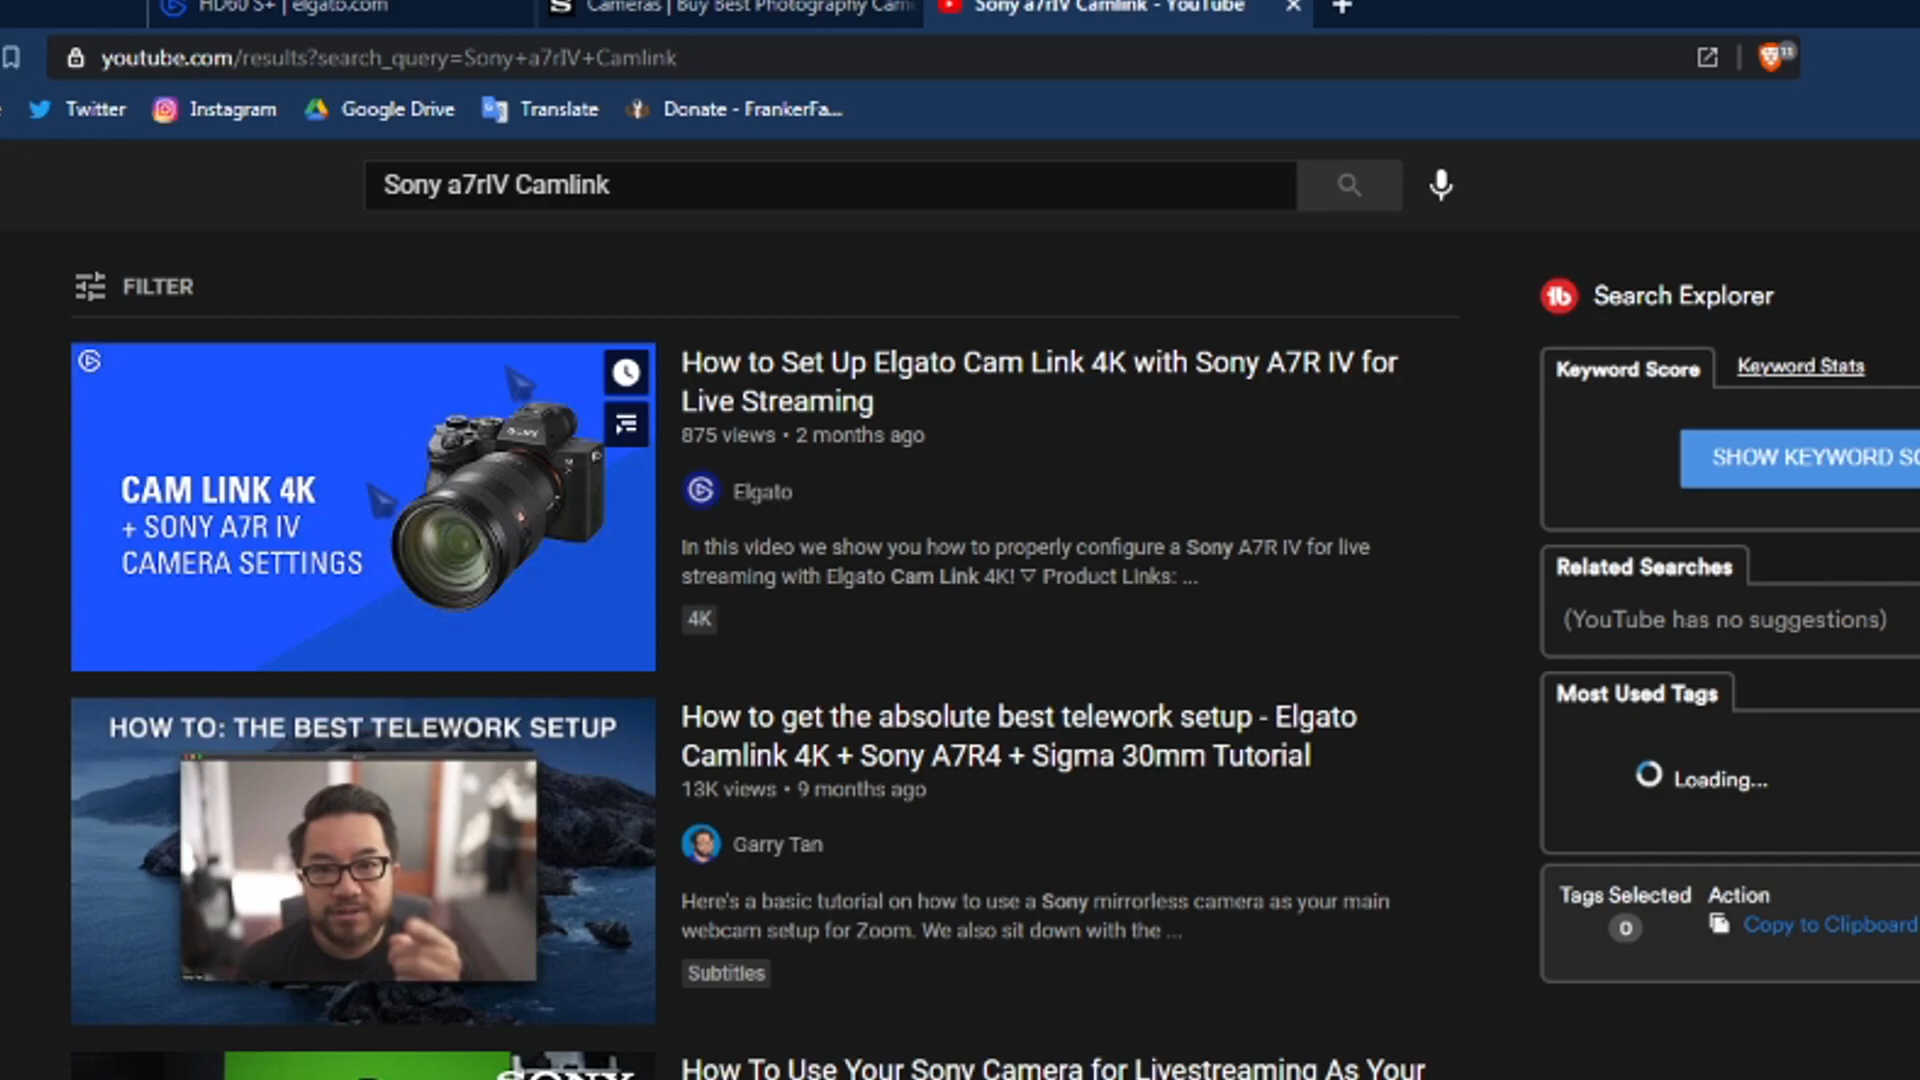 HD60 S+ | elgato.com
Cameras | Buy Best Photography Cam
Sony a7rIV Camlink - YouTube
youtube.com/results?search_query=Sony+a7rIV+Camlink
11
Twitter
Instagram
Google Drive
Translate
Donate - FrankerFa...
Sony a7rIV Camlink
FILTER
CAM LINK 4K
+ SONY A7R IV
CAMERA SETTINGS
SONY
How to Set Up Elgato Cam Link 4K with Sony A7R IV for
Live Streaming
875 views • 2 months ago
Elgato
In this video we show you how to properly configure a Sony A7R IV for live
streaming with Elgato Cam Link 4K! ▽ Product Links: ...
4K
HOW TO: THE BEST TELEWORK SETUP
How to get the absolute best telework setup - Elgato
Camlink 4K + Sony A7R4 + Sigma 30mm Tutorial
13K views • 9 months ago
Garry Tan
Here's a basic tutorial on how to use a Sony mirrorless camera as your main
webcam setup for Zoom. We also sit down with the ...
Subtitles
SONY
How To Use Your Sony Camera for Livestreaming As Your
tb Search Explorer
Keyword Score
Keyword Stats
SHOW KEYWORD SC
Related Searches
(YouTube has no suggestions)
Most Used Tags
Loading...
Tags Selected
0
Action
Copy to Clipboard